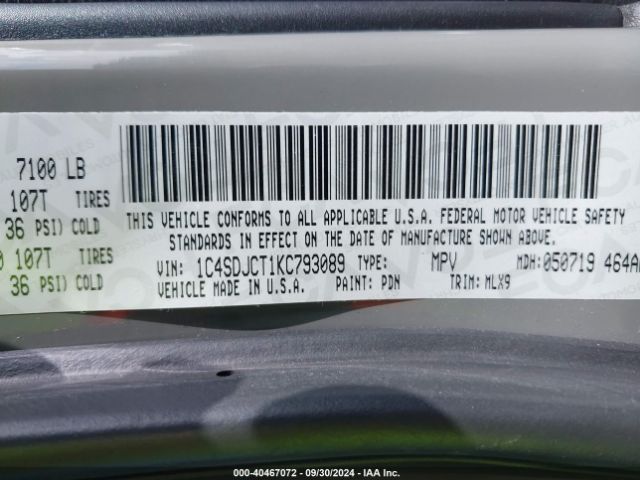 7100 LB
107T TIRES
36 PSI) COLD
107T TIRES
36 PSI) COLD
THIS VEHICLE CONFORMS TO ALL APPLICABLE U.S.A. FEDERAL MOTOR VEHICLE SAFETY
STANDARDS IN EFFECT ON THE DATE OF MANUFACTURE SHOWN ABOVE.
VIN: 1C4SDJCT1KC793089 TYPE: MPV MDH: 050719 464A
VEHICLE MADE IN U.S.A. PAINT: PDN TRIM: MLX9
000-40467072 - 09/30/2024 - IAA Inc.